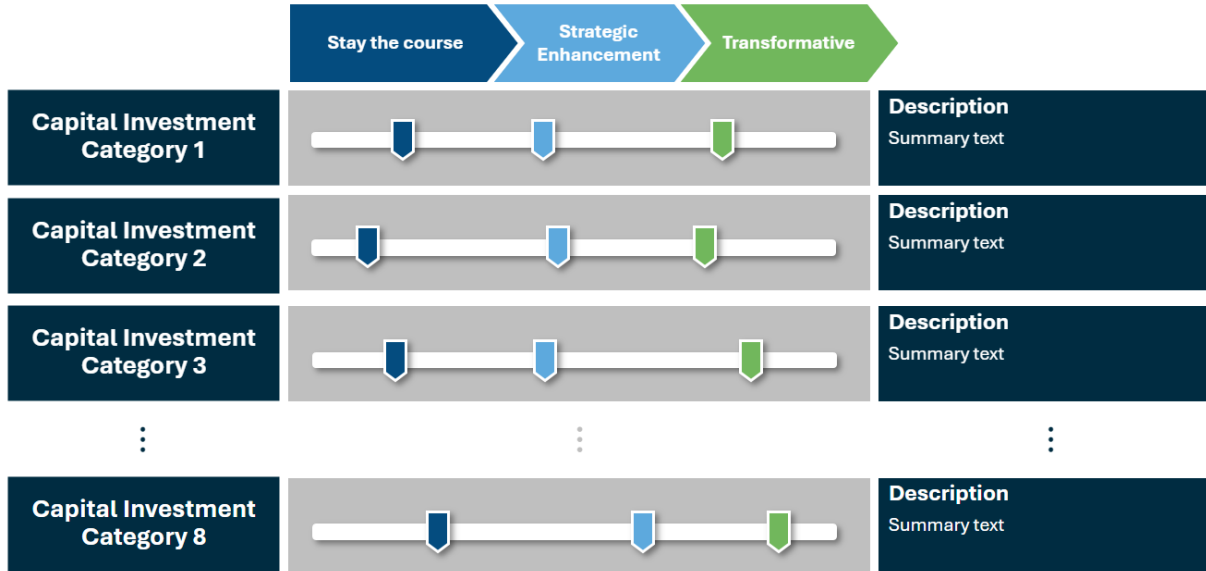 Stay the course
Strategic
Enhancement
Transformative
Capital Investment
Category 1
Description
Summary text
Capital Investment
Category 2
Description
Summary text
Capital Investment
Category 3
Description
Summary text
Capital Investment
Category 8
Description
Summary text